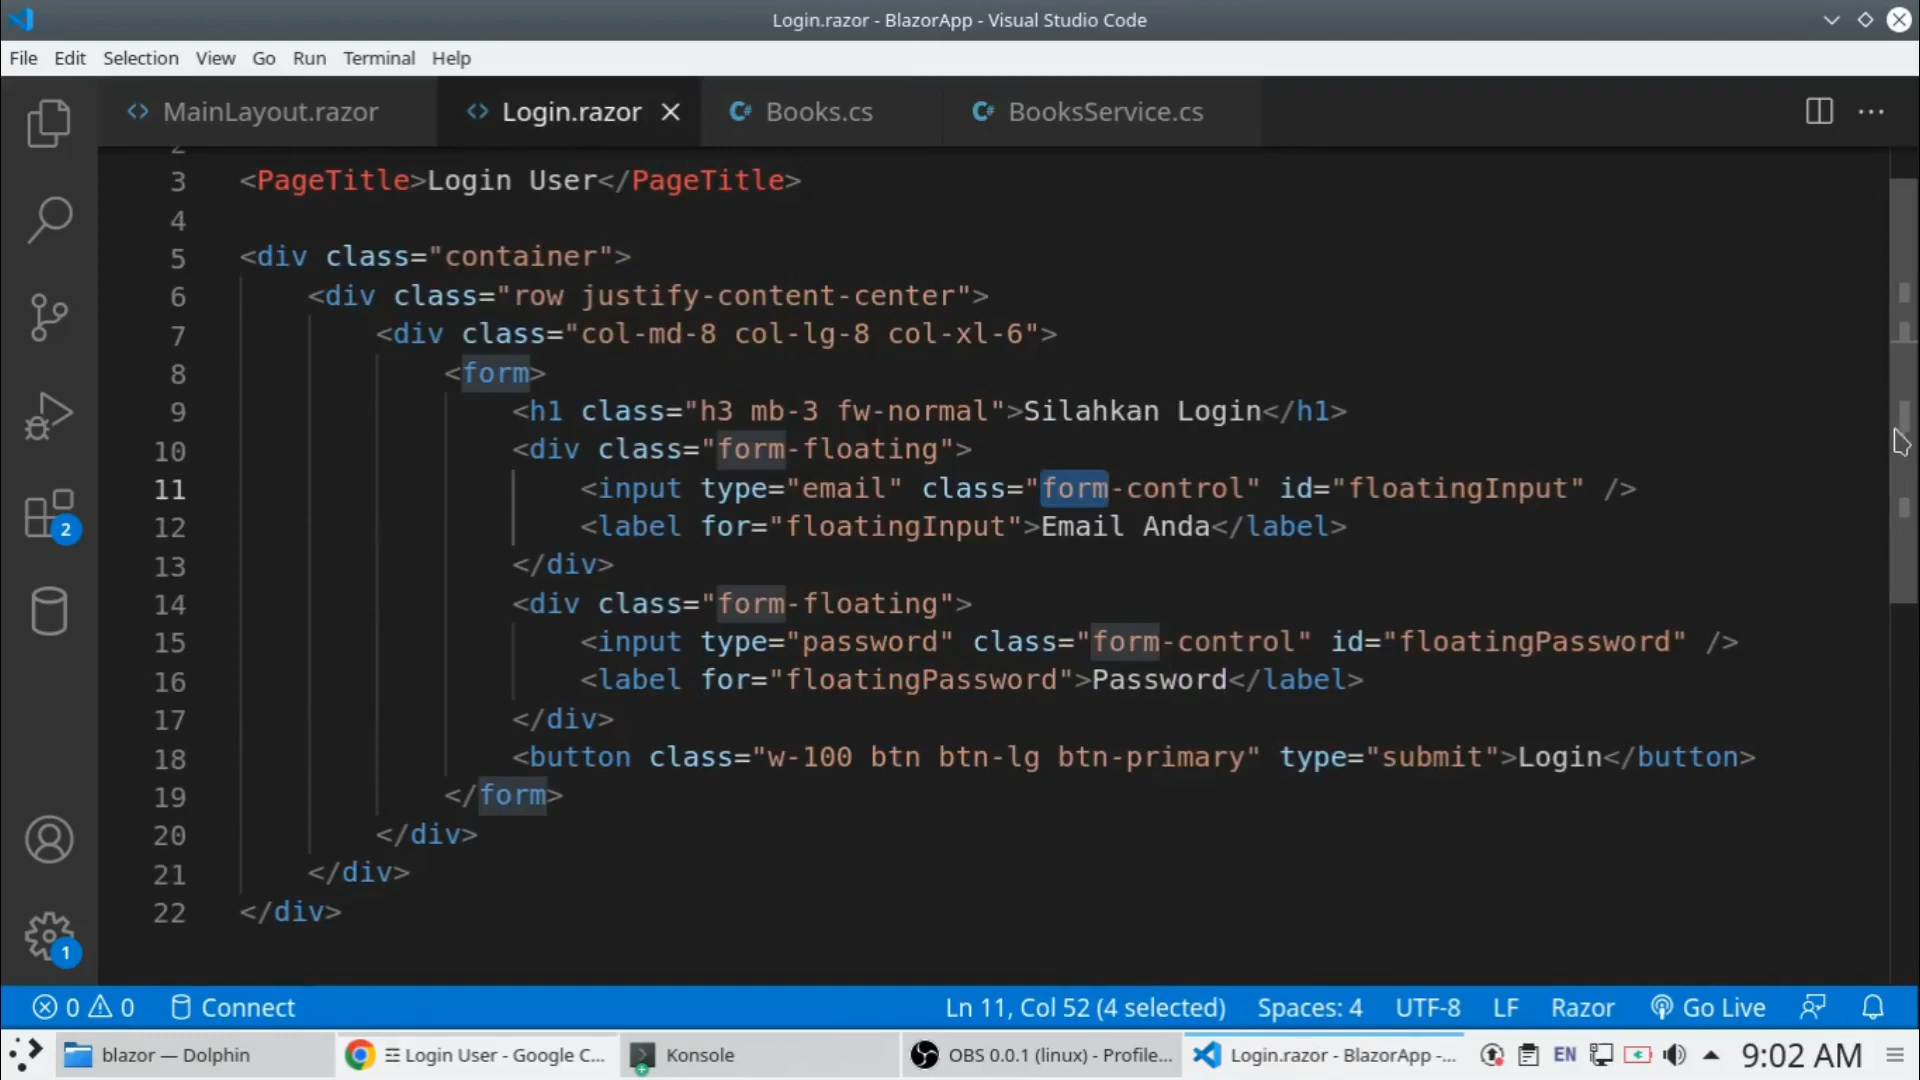 Login.razor - BlazorApp - Visual Studio Code
File Edit Selection View Go Run Terminal Help
MainLayout.razor Login.razor C# Books.cs C# BooksService.cs
3 <PageTitle>Login User</PageTitle>
4
5 <div class="container">
6 <div class="row justify-content-center">
7 <div class="col-md-8 col-lg-8 col-xl-6">
8 <form>
9 <h1 class="h3 mb-3 fw-normal">Silahkan Login</h1>
10 <div class="form-floating">
11 <input type="email" class="form-control" id="floatingInput" />
12 <label for="floatingInput">Email Anda</label>
13 </div>
14 <div class="form-floating">
15 <input type="password" class="form-control" id="floatingPassword" />
16 <label for="floatingPassword">Password</label>
17 </div>
18 <button class="w-100 btn btn-lg btn-primary" type="submit">Login</button>
19 </form>
20 </div>
21 </div>
22 </div>
2
1
0 0 Connect Ln 11, Col 52 (4 selected) Spaces: 4 UTF-8 LF Razor Go Live
blazor — Dolphin Login User - Google C... Konsole OBS 0.0.1 (linux) - Profile... Login.razor - BlazorApp -... EN 9:02 AM